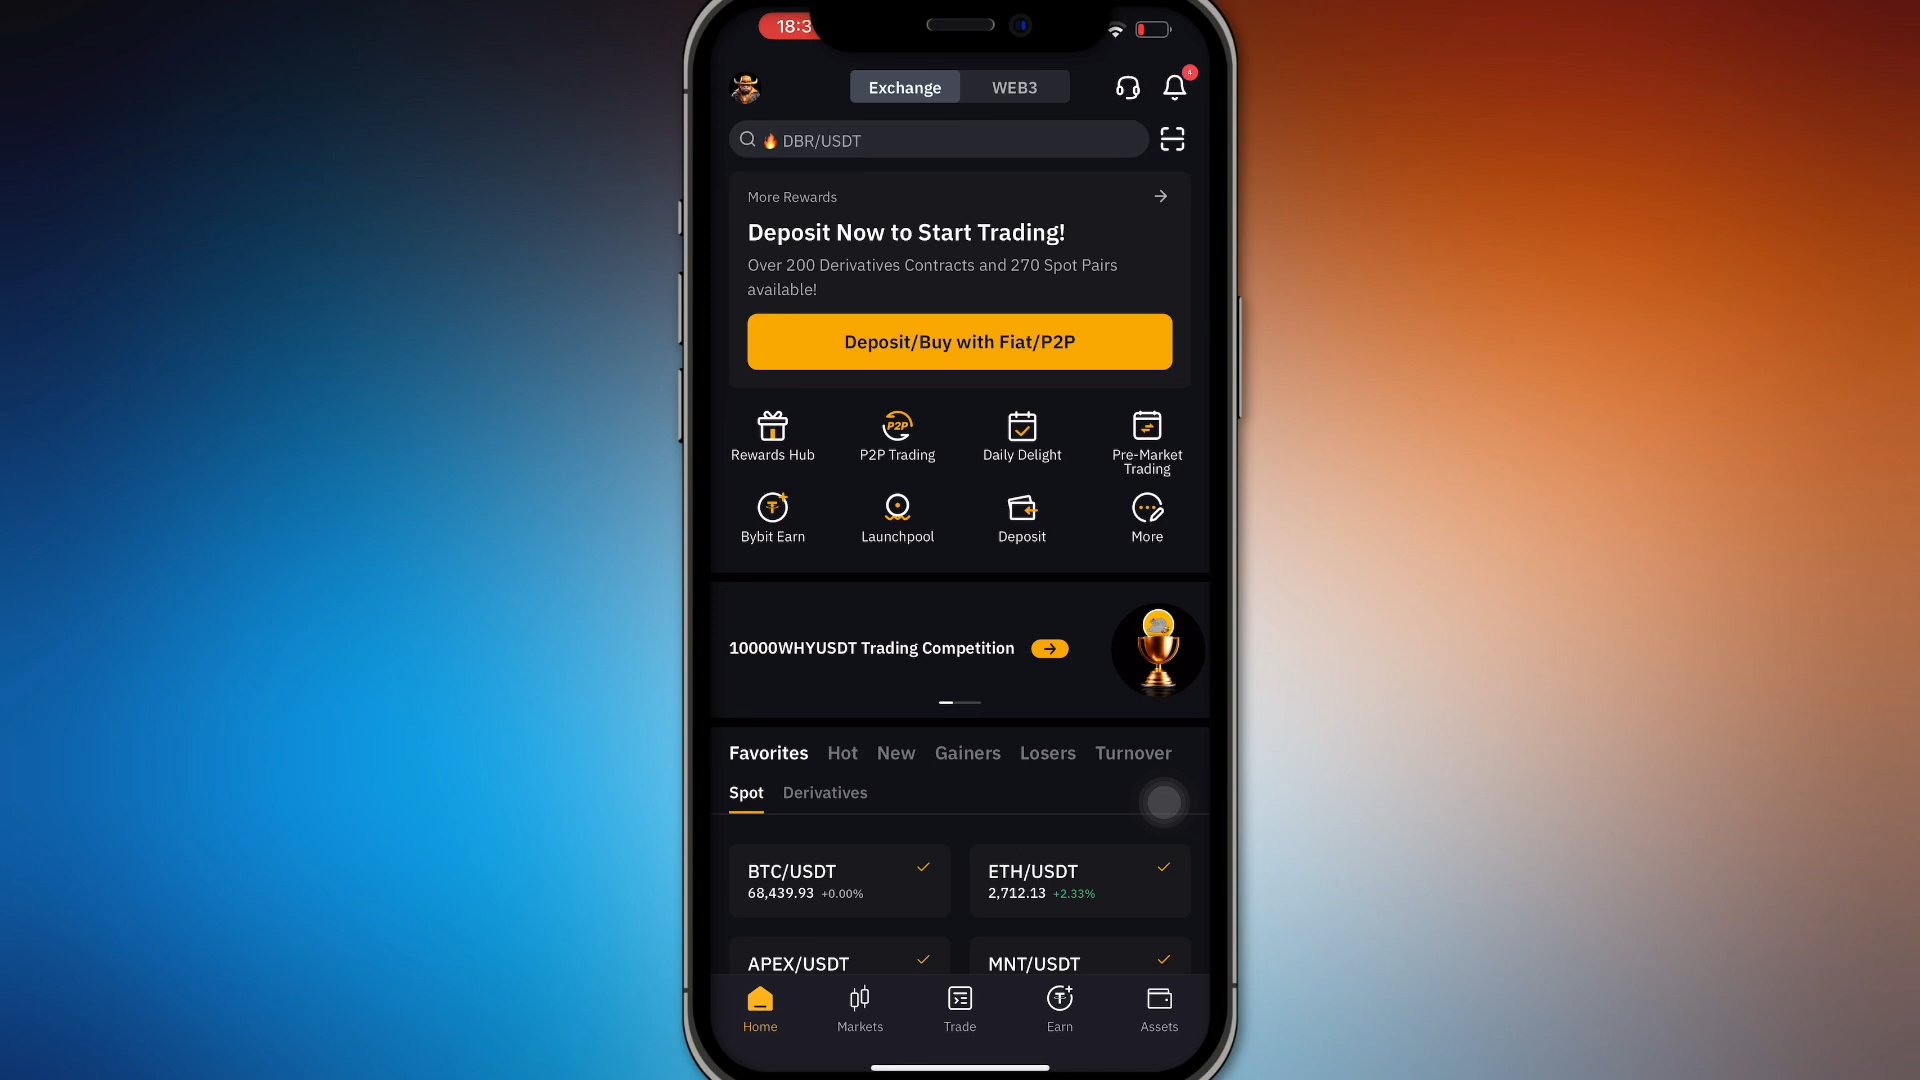 18:3
Exchange
WEB3
4
DBR/USDT
More Rewards
Deposit Now to Start Trading!
Over 200 Derivatives Contracts and 270 Spot Pairs
available!
Deposit/Buy with Fiat/P2P
P2P
Rewards Hub
P2P Trading
Daily Delight
Pre-Market
Trading
Bybit Earn
Launchpool
Deposit
More
10000WHYUSDT Trading Competition
Favorites
Hot
New
Gainers
Losers
Turnover
Spot
Derivatives
BTC/USDT
68,439.93 +0.00%
ETH/USDT
2,712.13 +2.33%
APEX/USDT
MNT/USDT
Home
Markets
Trade
Earn
Assets